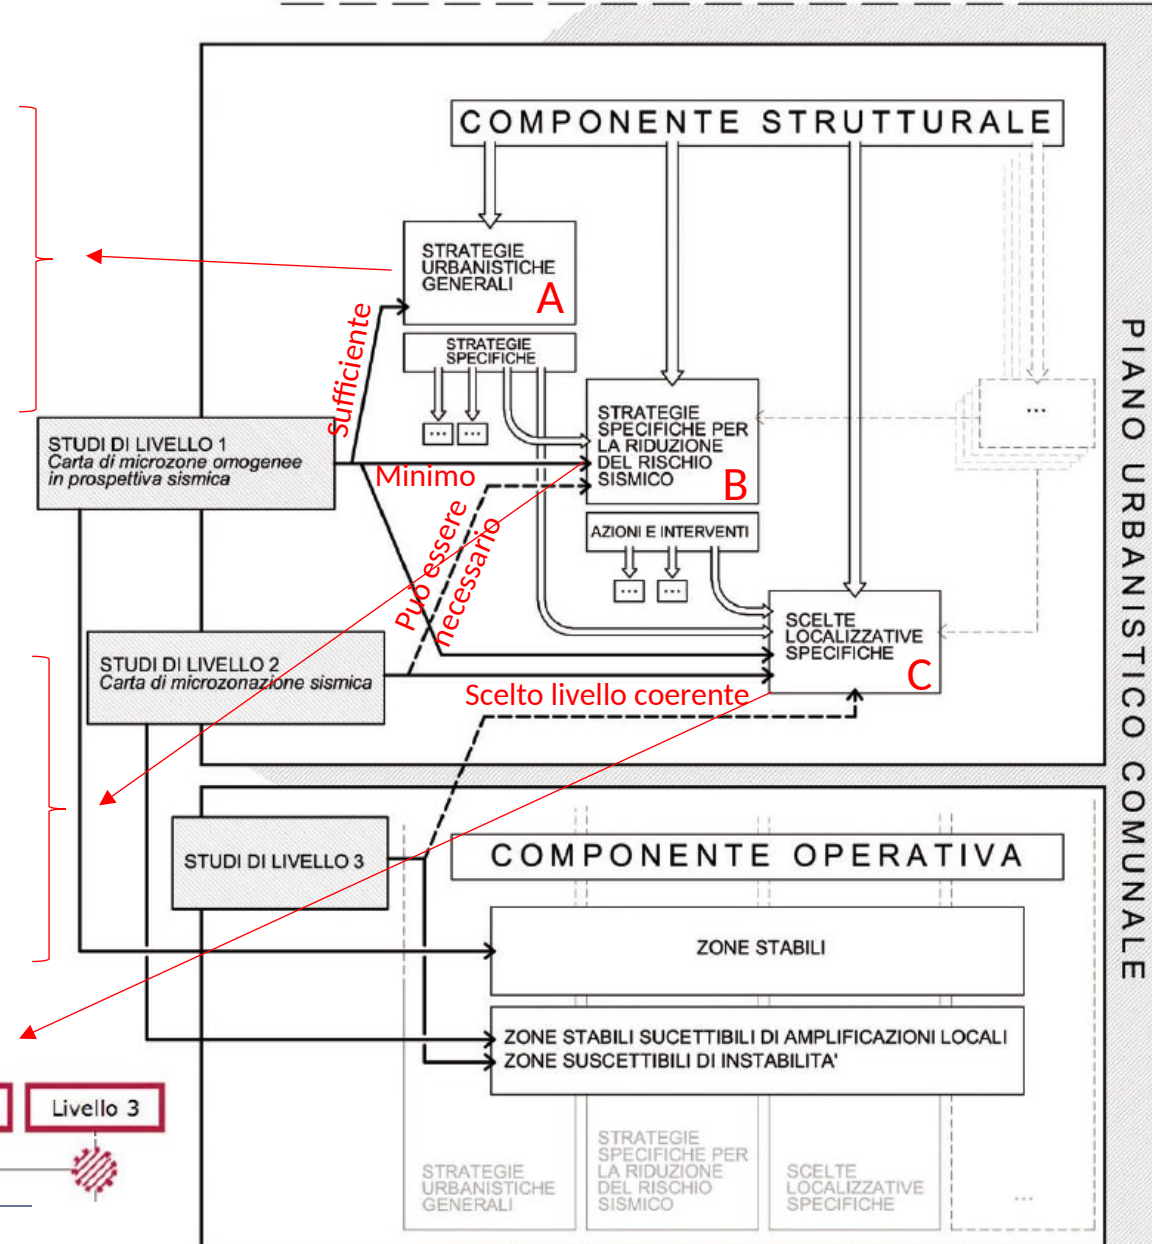 COMPONENTE STRUTTURALE
STRATEGIE
URBANISTICHE
GENERALI
A
sufficiente
STRATEGIE
SPECIFICHE
...
...
...
STRATEGIE
SPECIFICHE PER
LA RIDUZIONE
DEL RISCHIO
SISMICO
B
STUDI DI LIVELLO 1
Carta di microzone omogenee
in prospettiva sismica
Minimo
Può essere
necessario
AZIONI E INTERVENTI
...
...
SCELTE
LOCALIZZATIVE
SPECIFICHE
C
STUDI DI LIVELLO 2
Carta di microzonazione sismica
Scelto livello coerente
PIANO URBANISTICO COMUNALE
STUDI DI LIVELLO 3
COMPONENTE OPERATIVA
ZONE STABILI
ZONE STABILI SUCETTIBILI DI AMPLIFICAZIONI LOCALI
ZONE SUSCETTIBILI DI INSTABILITA'
Livello 3
STRATEGIE
URBANISTICHE
GENERALI
STRATEGIE
SPECIFICHE PER
LA RIDUZIONE
DEL RISCHIO
SISMICO
SCELTE
LOCALIZZATIVE
SPECIFICHE
...